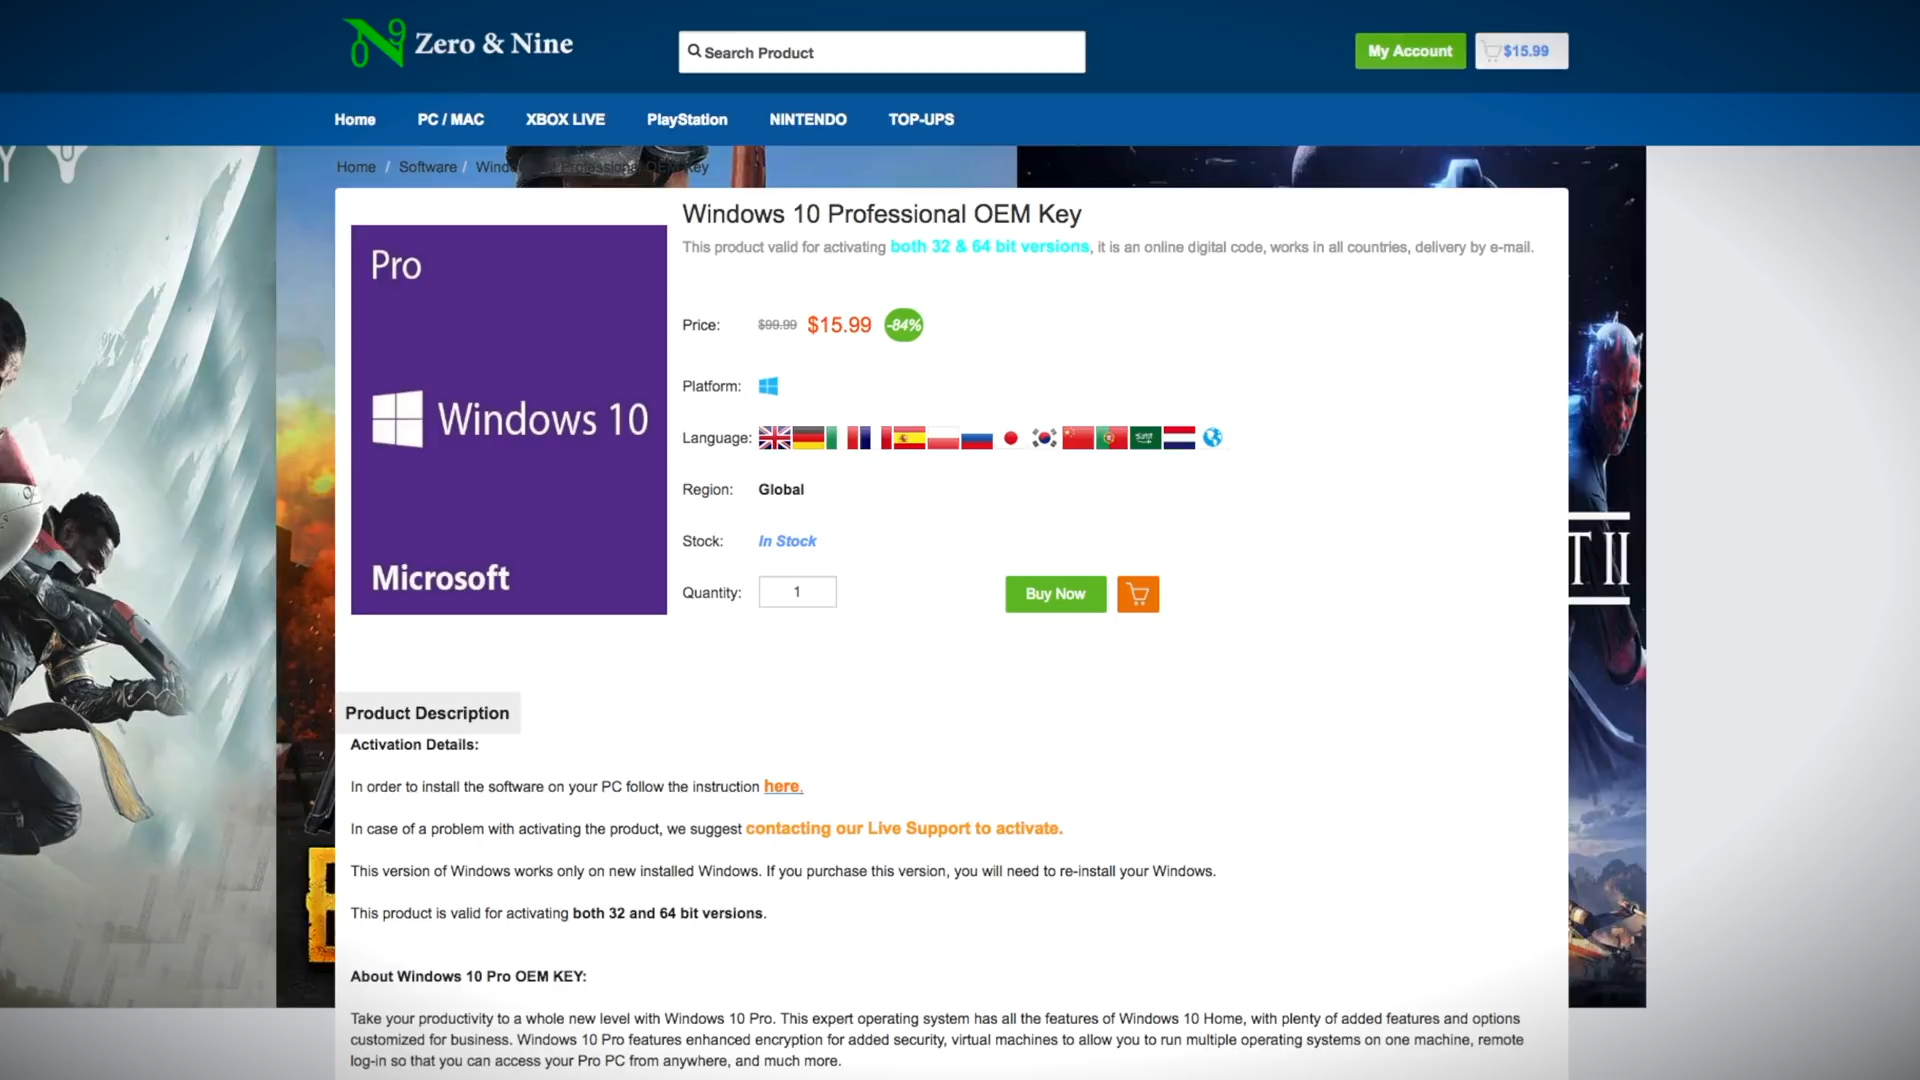 Zero & Nine
Search Product
My Account
$15.99
Home PC / MAC XBOX LIVE PlayStation NINTENDO TOP-UPS
Home / Software / Windows 10 Professional OEM Key
Windows 10 Professional OEM Key
This product valid for activating both 32 & 64 bit versions, it is an online digital code, works in all countries, delivery by e-mail.
Pro
Windows 10
Microsoft
Price: $99.99 $15.99 -84%
Platform:
Language:
Region: Global
Stock: In Stock
Quantity: 1 Buy Now
T II
Product Description
Activation Details:
In order to install the software on your PC follow the instruction here.
In case of a problem with activating the product, we suggest contacting our Live Support to activate.
This version of Windows works only on new installed Windows. If you purchase this version, you will need to re-install your Windows.
This product is valid for activating both 32 and 64 bit versions.
About Windows 10 Pro OEM KEY:
Take your productivity to a whole new level with Windows 10 Pro. This expert operating system has all the features of Windows 10 Home, with plenty of added features and options
customized for business. Windows 10 Pro features enhanced encryption for added security, virtual machines to allow you to run multiple operating systems on one machine, remote
log-in so that you can access your Pro PC from anywhere, and much more.